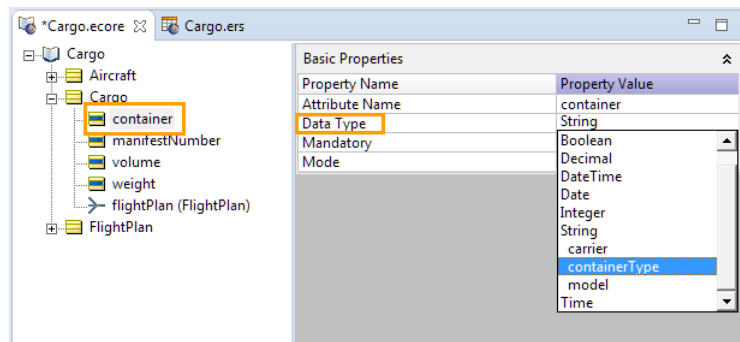 *Cargo.ecore Cargo.ers
Cargo
Aircraft
Cargo
container
manifestNumber
volume
weight
flightPlan (FlightPlan)
FlightPlan
Basic Properties
Property Name Property Value
Attribute Name container
Data Type String
Mandatory
Mode
Boolean
Decimal
DateTime
Date
Integer
String
carrier
containerType
model
Time